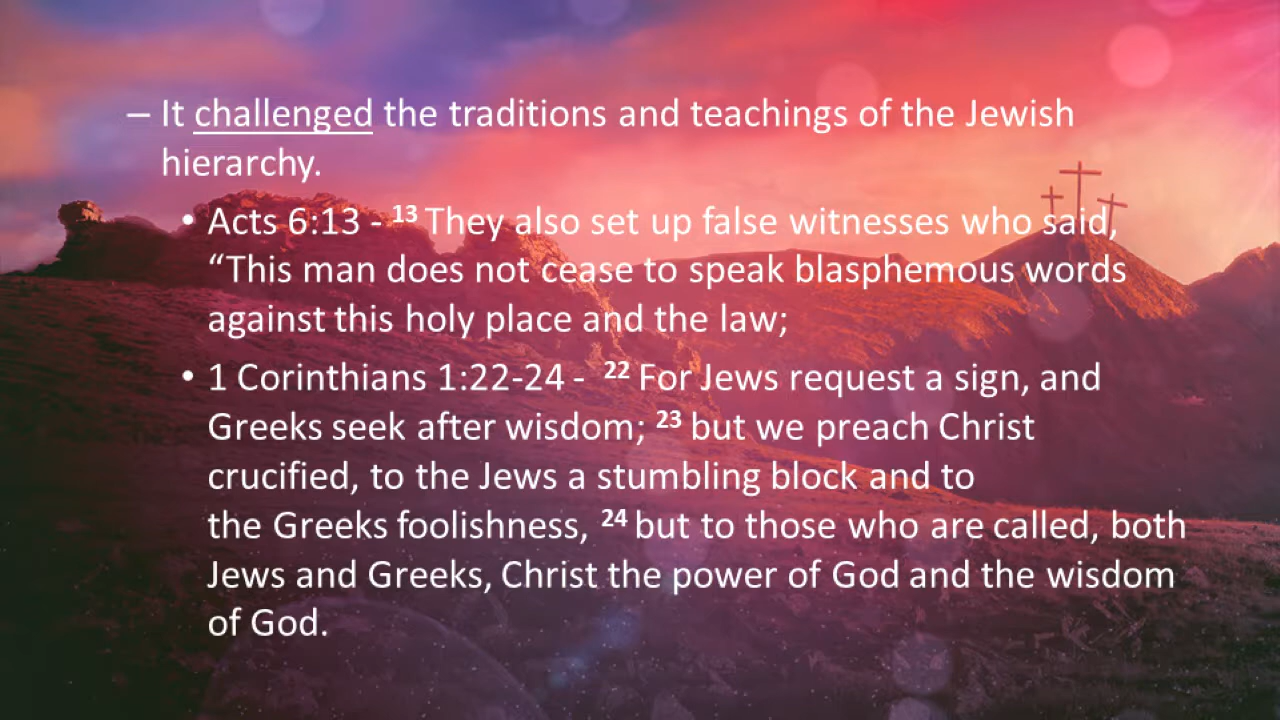 – It challenged the traditions and teachings of the Jewish
hierarchy.
• Acts 6:13 - 13 They also set up false witnesses who said,
“This man does not cease to speak blasphemous words
against this holy place and the law;
• 1 Corinthians 1:22-24 - 22 For Jews request a sign, and
Greeks seek after wisdom; 23 but we preach Christ
crucified, to the Jews a stumbling block and to
the Greeks foolishness, 24 but to those who are called, both
Jews and Greeks, Christ the power of God and the wisdom
of God.